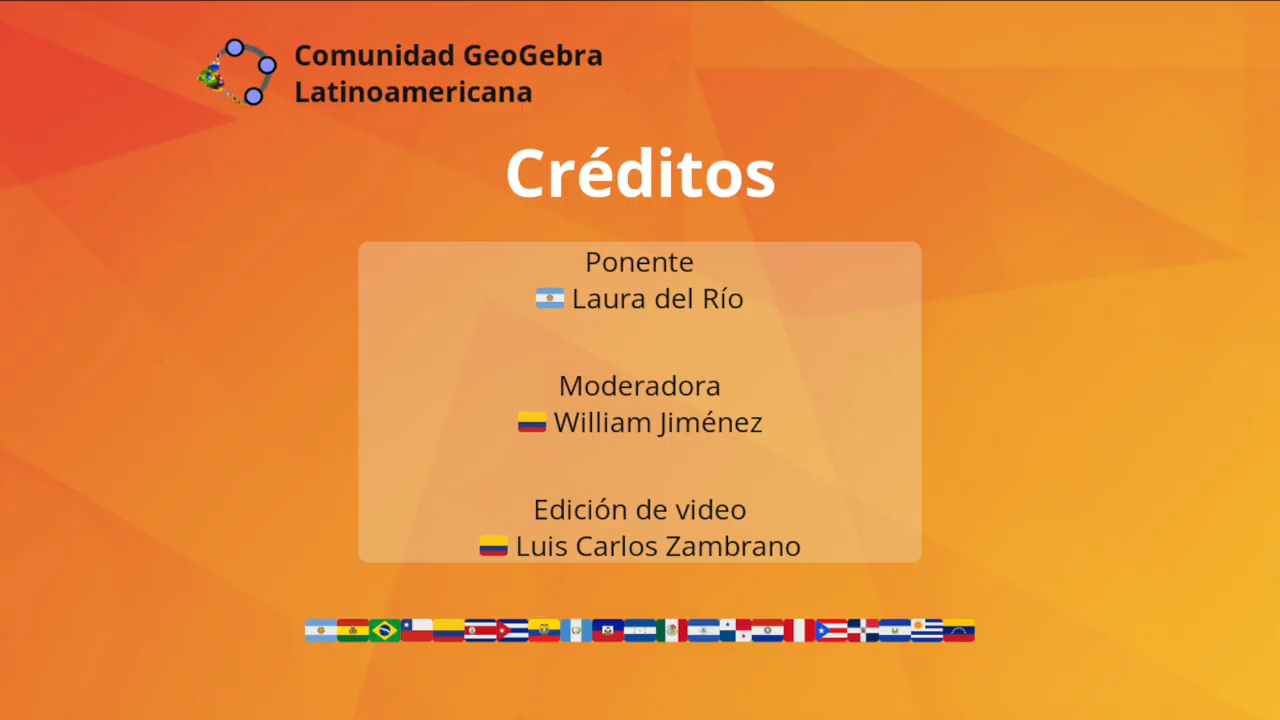 Comunidad GeoGebra
Latinoamericana
Créditos
Ponente
Laura del Río
Moderadora
William Jiménez
Edición de video
Luis Carlos Zambrano